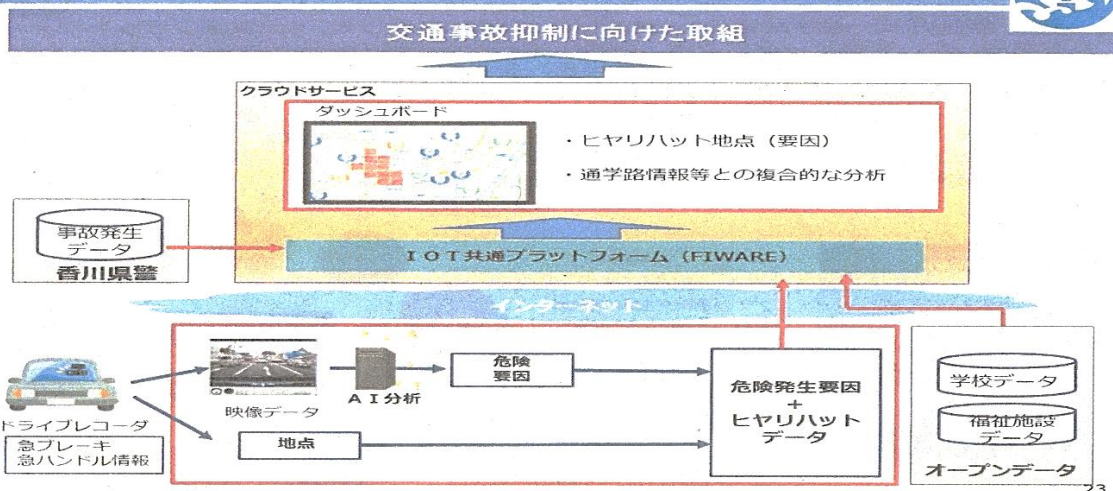 交通事故抑制に向けた取組
クラウドサービス
ダッシュボード
・ヒヤリハット地点（要因）
・通学路情報等との複合的な分析
事故発生
データ
香川県警
ＩＯＴ共通プラットフォーム（FIWARE）
インターネット
映像データ
ＡＩ分析
危険
要因
地点
危険発生要因
+
ヒヤリハット
データ
ドライブレコーダ
急ブレーキ
急ハンドル情報
学校データ
福祉施設
データ
オープンデータ
23